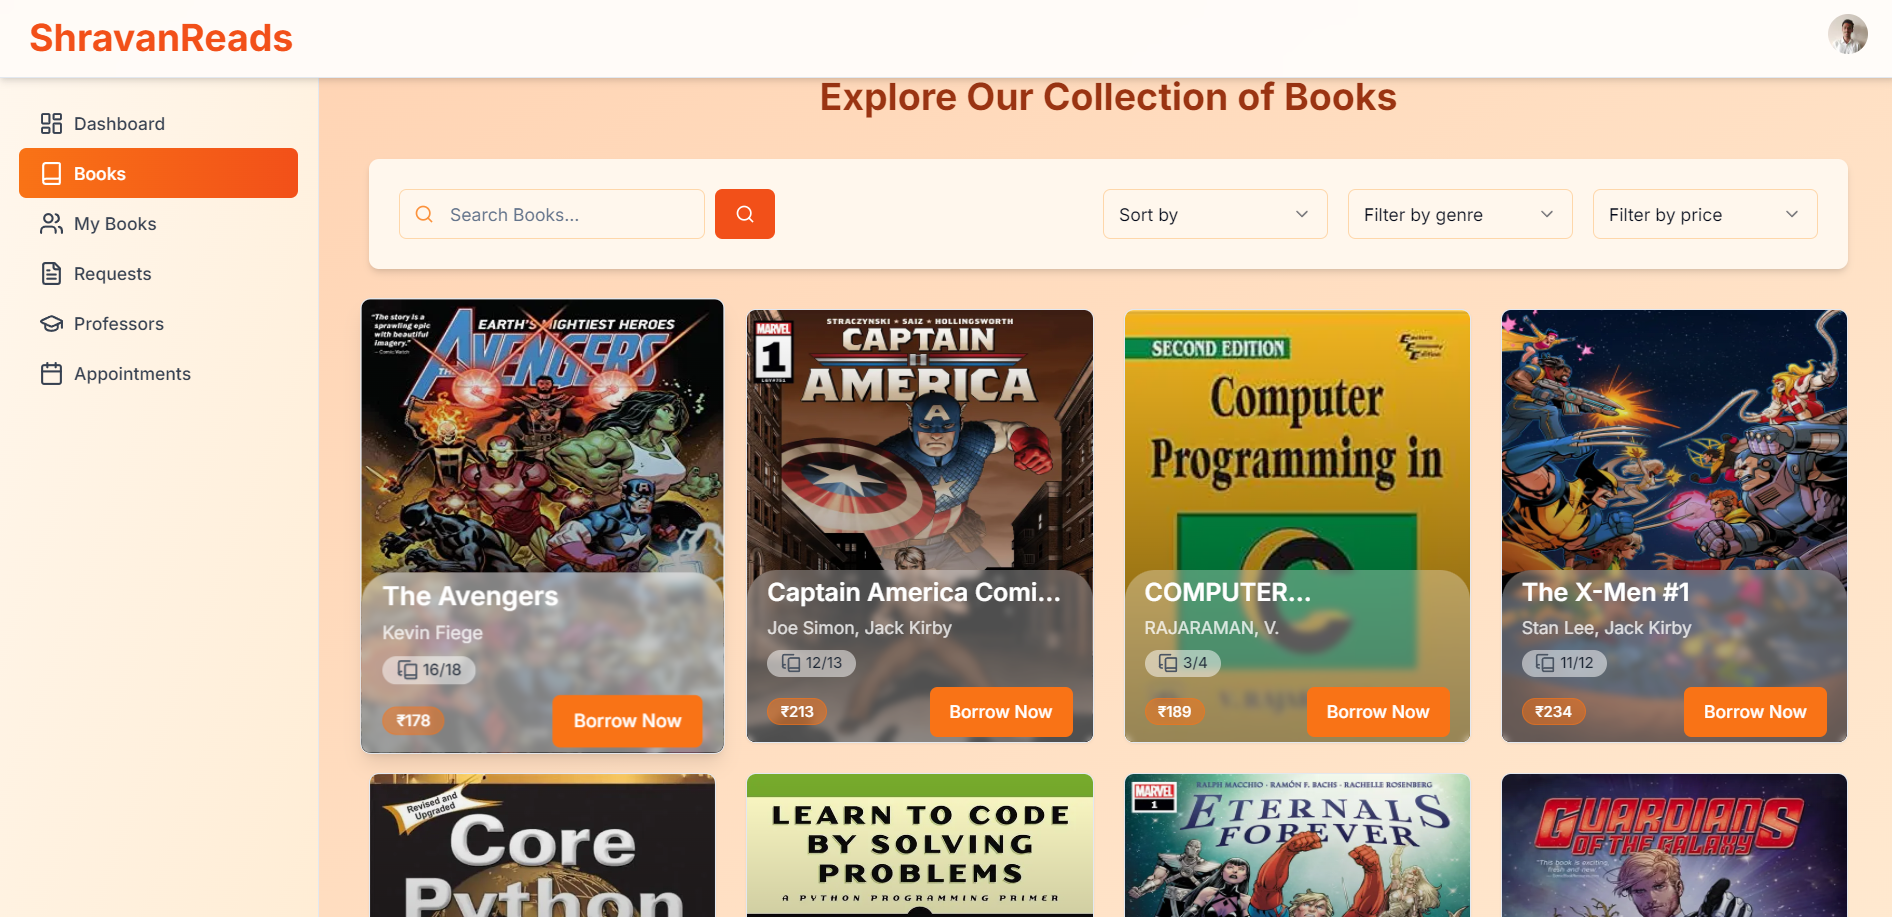 ShravanReads
Dashboard
Books
My Books
Requests
Professors
Appointments
Explore Our Collection of Books
Search Books...
Sort by
Filter by genre
Filter by price
"The story is a
sprawling epic
with beautiful
imagery."
EARTH'S MIGHTIEST HEROES
THE AVENGERS
The Avengers
Kevin Fiege
16/18
₹178
Borrow Now
STRACZYNSKI ★ SAIZ ★ HOLLINGSWORTH
MARVEL
1
CAPTAIN
AMERICA
Captain America Comi...
Joe Simon, Jack Kirby
12/13
₹213
Borrow Now
SECOND EDITION
Eastern
Economy
Edition
Computer
Programming in
C
COMPUTER...
RAJARAMAN, V.
3/4
₹189
Borrow Now
The X-Men #1
Stan Lee, Jack Kirby
11/12
₹234
Borrow Now
Revised and
Upgraded
Core
Python
LEARN TO CODE
BY SOLVING
PROBLEMS
A PYTHON PROGRAMMING PRIMER
RALPH MACCHIO · RAMÓN F. BACHS · RACHELLE ROSENBERG
MARVEL
1
ETERNALS
FOREVER
GUARDIANS
OF THE GALAXY
"This book is exciting,
fresh and new."